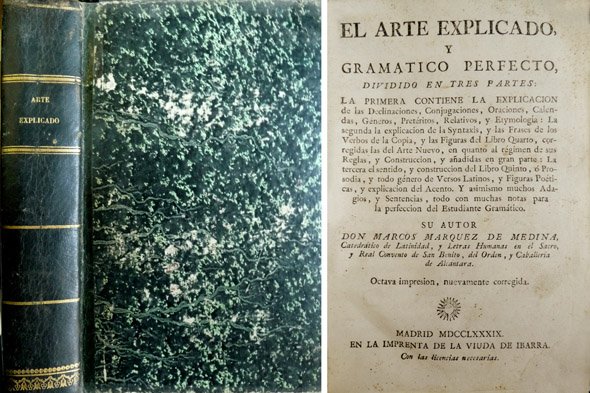 ARTE
EXPLICADO
EL ARTE EXPLICADO,
Y
GRAMATICO PERFECTO,
DIVIDIDO EN TRES PARTES:
LA PRIMERA CONTIENE LA EXPLICACION
de las Declinaciones, Conjugaciones, Oraciones, Calen-
das, Géneros, Pretéritos, Relativos, y Etymología: La
segunda la explicacion de la Syntaxis, y las Frases de los
Verbos de la Copia, y las Figuras del Libro Quarto, cor-
regidas las del Arte Nuevo, en quanto al régimen de sus
Reglas, y Construccion, y añadidas en gran parte: La
tercera el sentido, y construccion del Libro Quinto, ó Pro-
sodia, y todo género de Versos Latinos, y Figuras Poéti-
cas, y explicacion del Acento. Y asimismo muchos Ada-
gios, y Sentencias, todo con muchas notas para
la perfeccion del Estudiante Gramático.
SU AUTOR
DON MARCOS MARQUEZ DE MEDINA,
Catedrático de Latinidad, y Letras Humanas en el Sacro,
y Real Convento de San Benito, del Orden, y Caballería
de Alcántara.
Octava impresion, nuevamente corregida.
MADRID MDCCLXXXIX.
EN LA IMPRENTA DE LA VIUDA DE IBARRA.
Con las licencias necesarias.